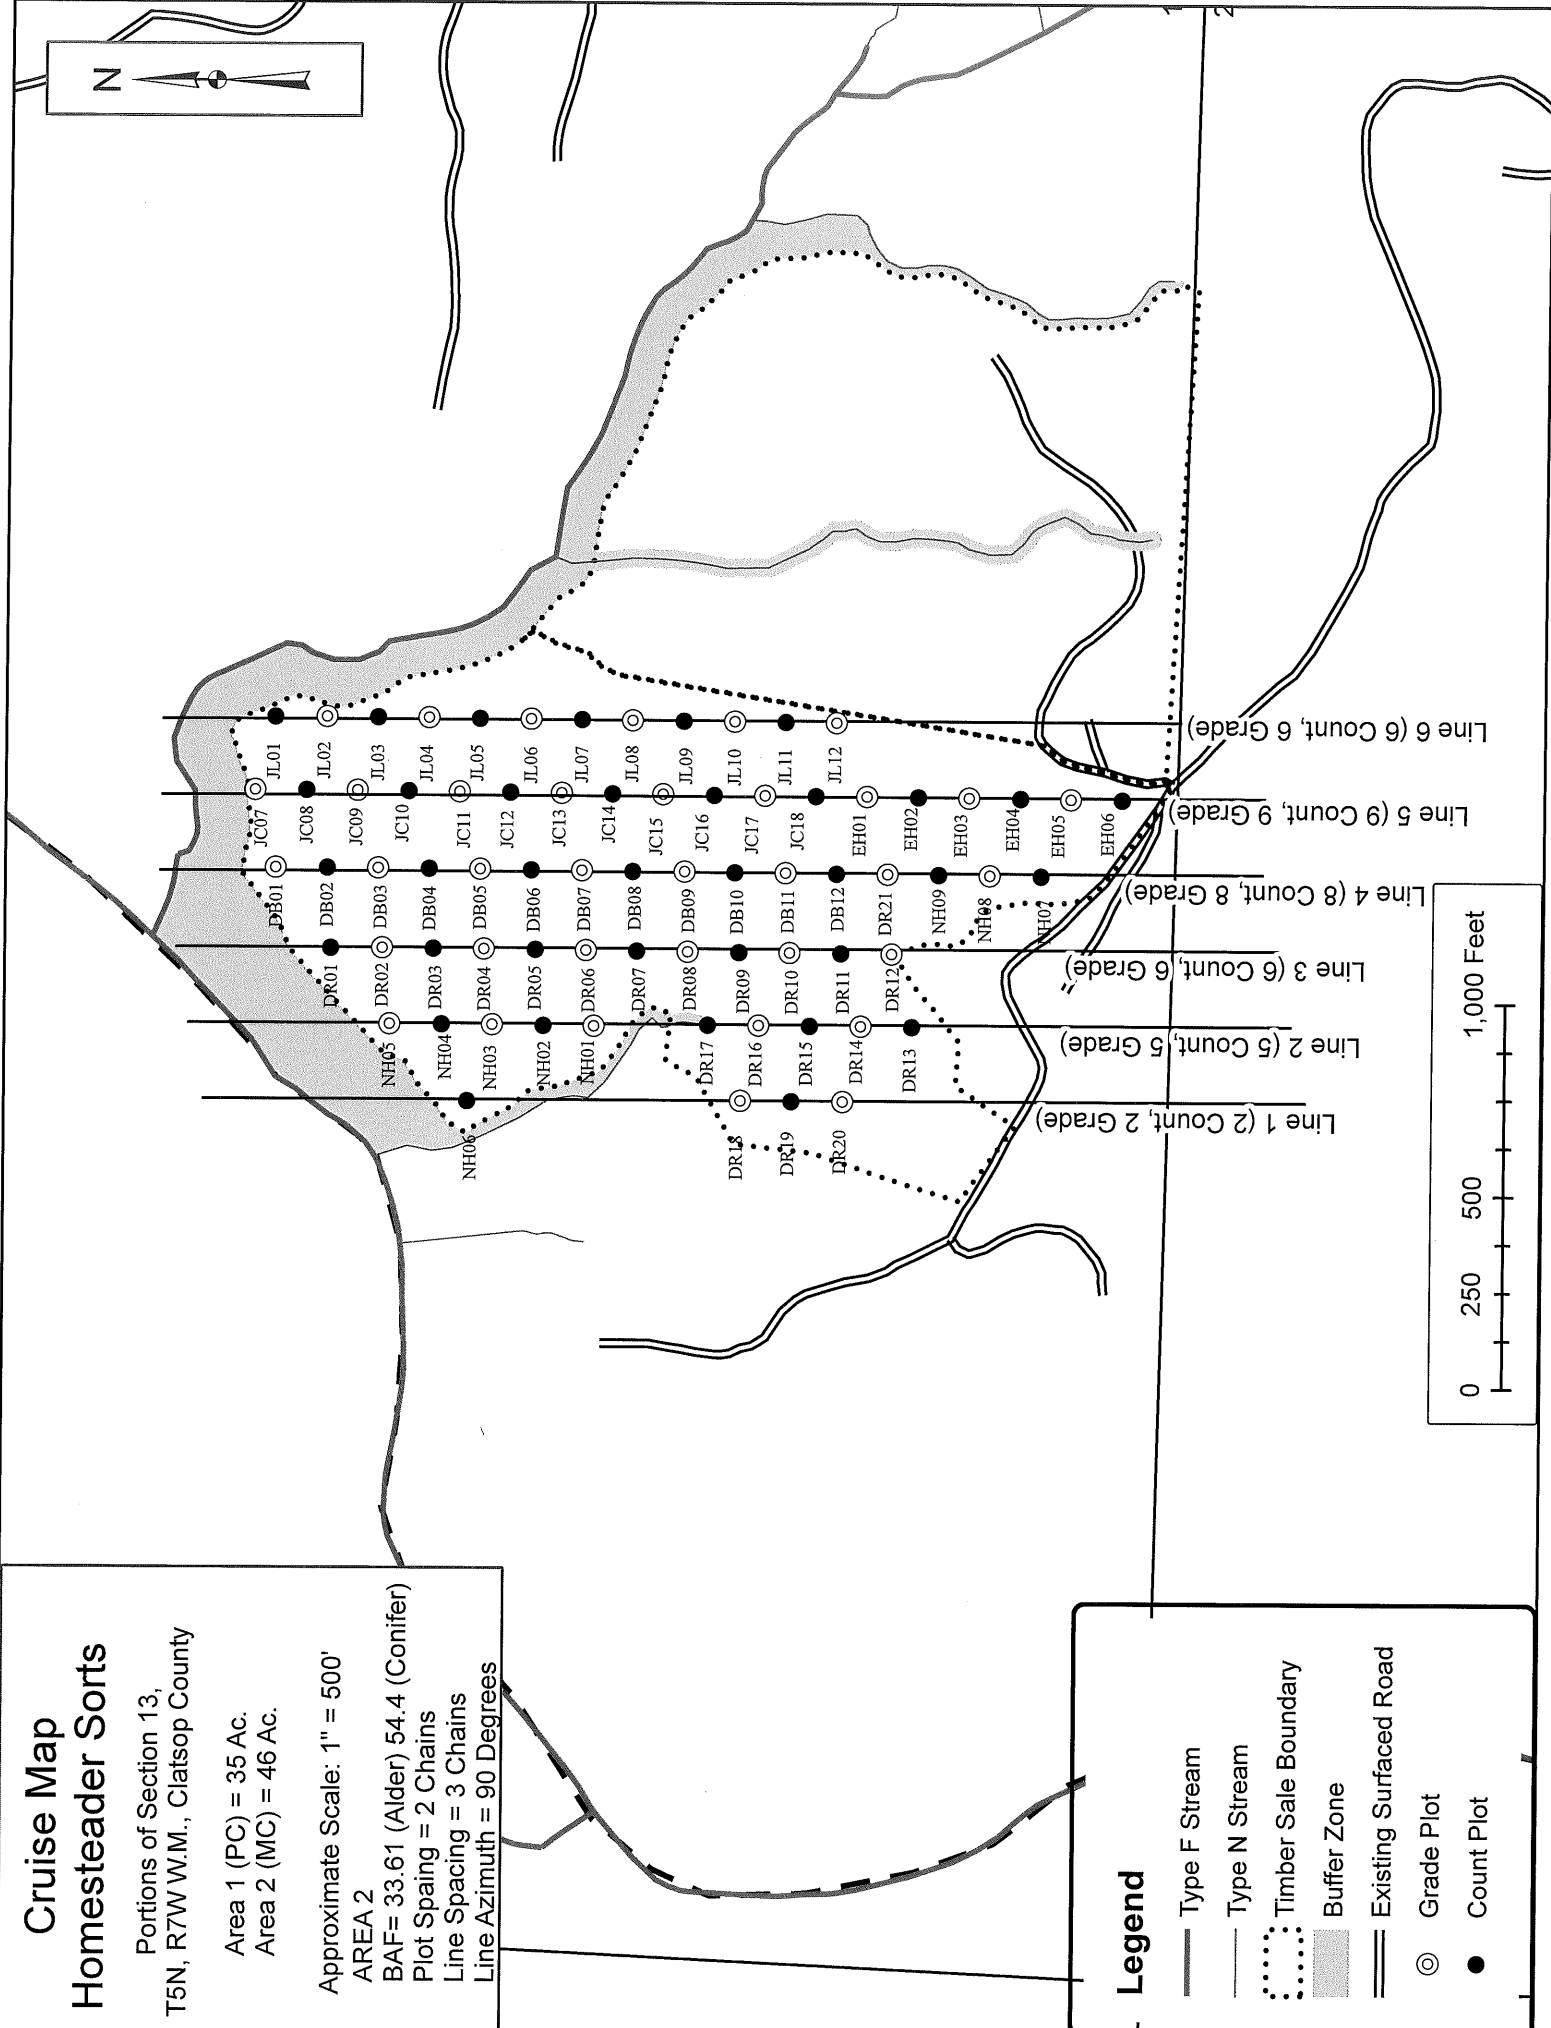 Cruise Map
Homesteader Sorts
Portions of Section 13,
T5N, R7W W.M., Clatsop County
Area 1 (PC) = 35 Ac.
Area 2 (MC) = 46 Ac.
Approximate Scale: 1" = 500'
AREA 2
BAF= 33.61 (Alder) 54.4 (Conifer)
Plot Spaing = 2 Chains
Line Spacing = 3 Chains
Line Azimuth = 90 Degrees
N
JL01
JL02
JL03
JL04
JL05
JL06
JL07
JL08
JL09
JL10
JL11
JL12
JC07
JC08
JC09
JC10
JC11
JC12
JC13
JC14
JC15
JC16
JC17
JC18
EH01
EH02
EH03
EH04
EH05
EH06
DB01
DB02
DB03
DB04
DB05
DB06
DB07
DB08
DB09
DB10
DB11
DB12
DR21
NH09
NH08
NH07
DR01
DR02
DR03
DR04
DR05
DR06
DR07
DR08
DR09
DR10
DR11
DR12
NH05
NH04
NH03
NH02
NH01
DR17
DR16
DR15
DR14
DR13
NH06
DR18
DR19
DR20
Line 6 (6 Count, 6 Grade)
Line 5 (9 Count, 9 Grade)
Line 4 (8 Count, 8 Grade)
Line 3 (6 Count, 6 Grade)
Line 2 (5 Count, 5 Grade)
Line 1 (2 Count, 2 Grade)
0 250 500 1,000 Feet
Legend
Type F Stream
Type N Stream
Timber Sale Boundary
Buffer Zone
Existing Surfaced Road
Grade Plot
Count Plot